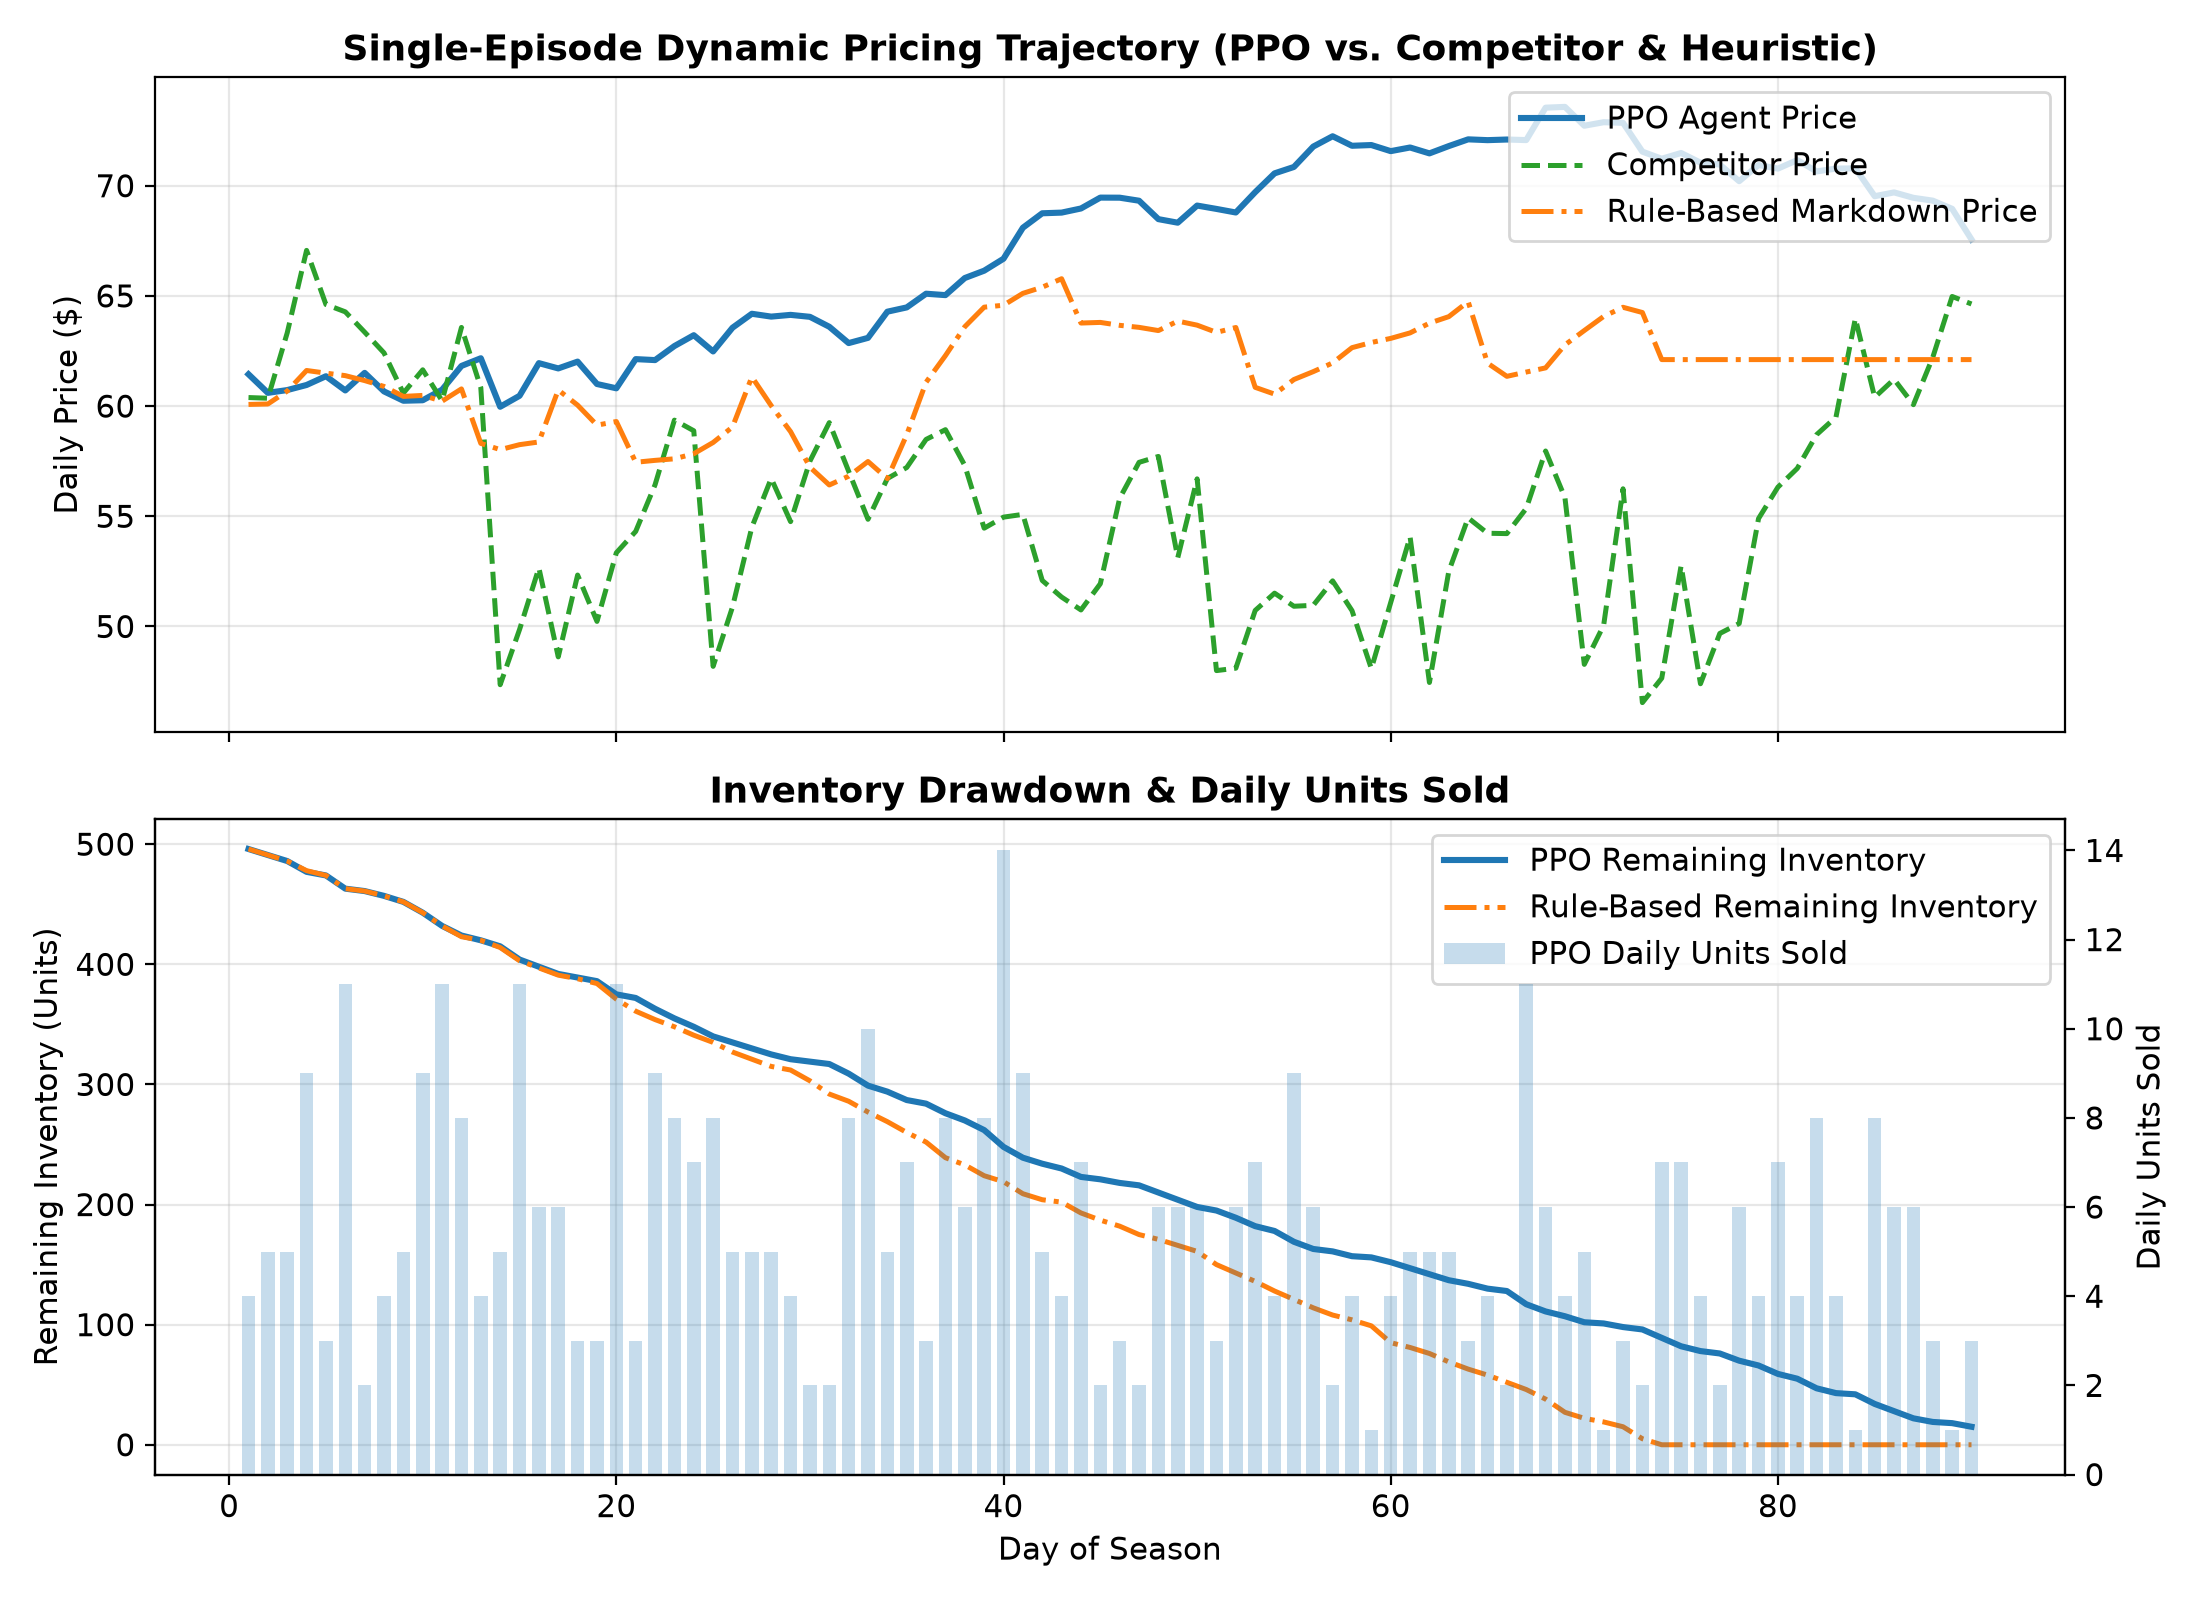 Single-Episode Dynamic Pricing Trajectory (PPO vs. Competitor & Heuristic)
Daily Price ($)
70
65
60
55
50
PPO Agent Price
Competitor Price
Rule-Based Markdown Price
Inventory Drawdown & Daily Units Sold
Remaining Inventory (Units)
500
400
300
200
100
0
PPO Remaining Inventory
Rule-Based Remaining Inventory
PPO Daily Units Sold
14
12
10
8
6
4
2
0
Daily Units Sold
0 20 40 60 80
Day of Season